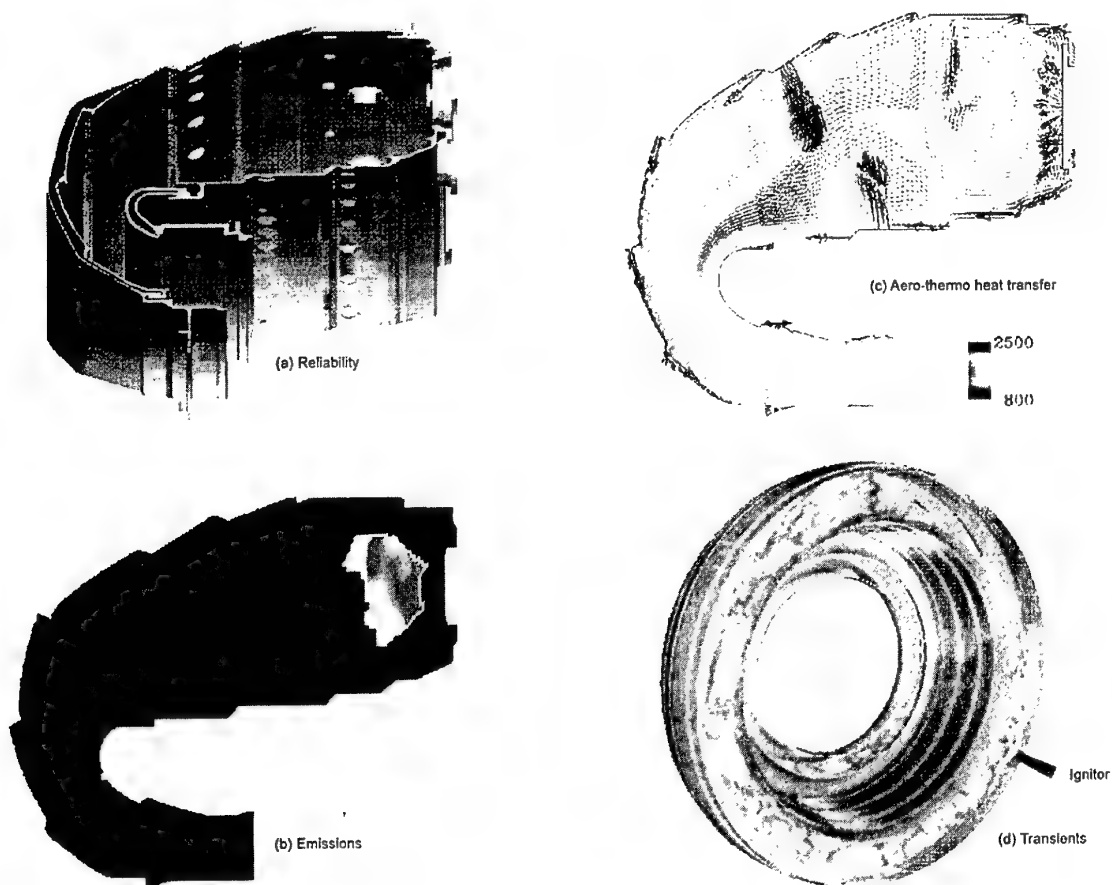 (a) Reliability
(c) Aero-thermo heat transfer
2500
800
(b) Emissions
Ignitor
(d) Transients